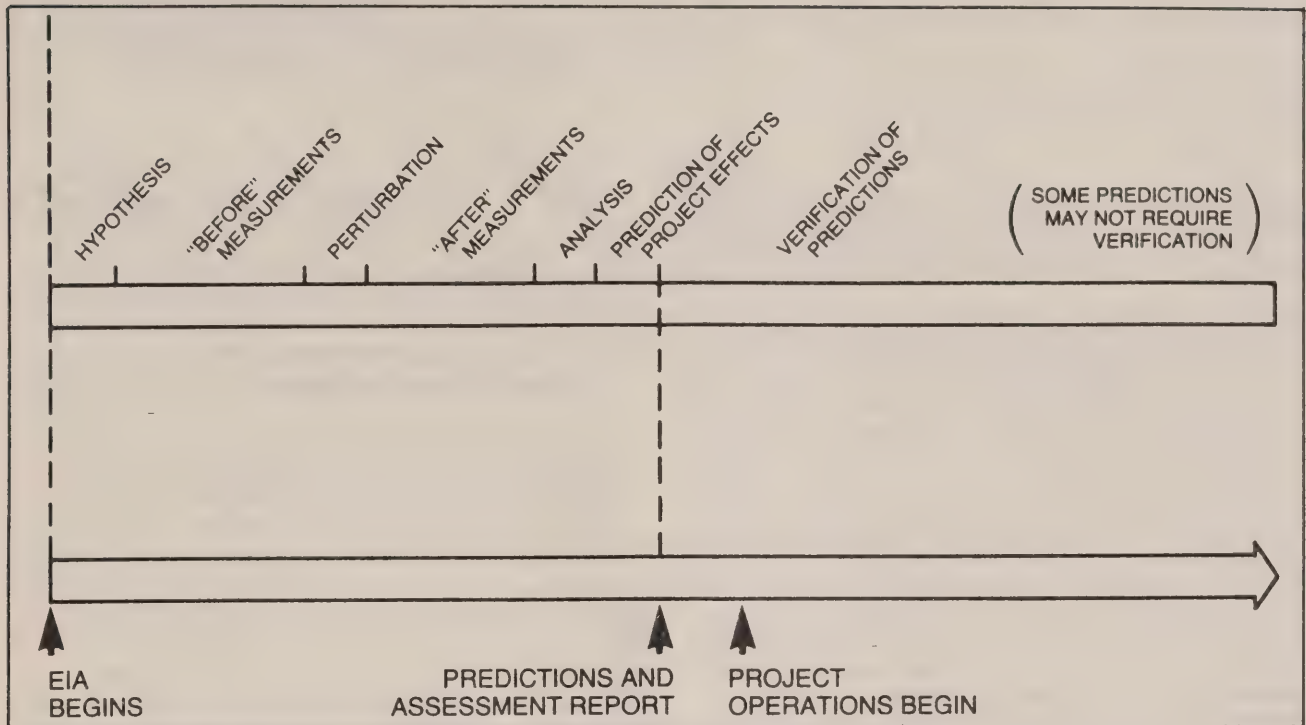 HYPOTHESIS
"BEFORE"
MEASUREMENTS
PERTURBATION
"AFTER"
MEASUREMENTS
ANALYSIS
PREDICTION OF
PROJECT EFFECTS
VERIFICATION OF
PREDICTIONS
(SOME PREDICTIONS
MAY NOT REQUIRE
VERIFICATION)
EIA
BEGINS
PREDICTIONS AND
ASSESSMENT REPORT
PROJECT
OPERATIONS BEGIN